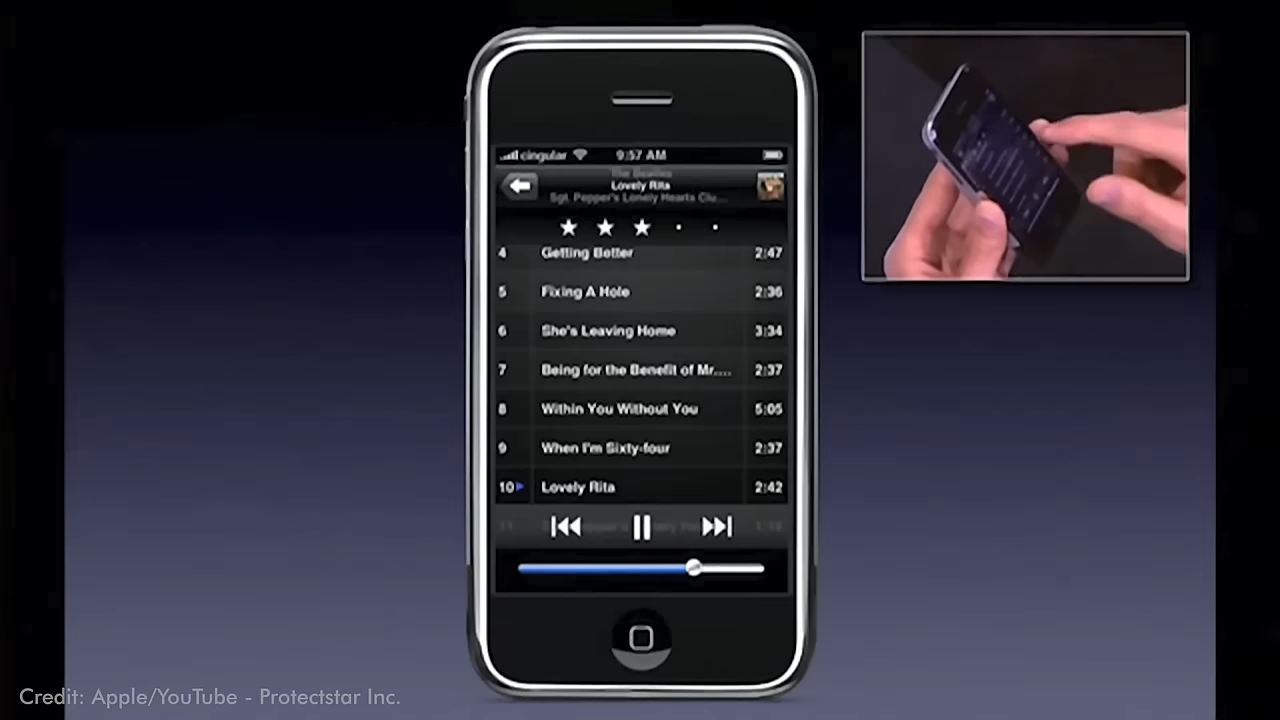 cingular 9:57 AM
The Beatles
Lovely Rita
Sgt. Pepper's Lonely Hearts Clu...
4 Getting Better 2:47
5 Fixing A Hole 2:36
6 She's Leaving Home 3:34
7 Being for the Benefit of Mr.... 2:37
8 Within You Without You 5:05
9 When I'm Sixty-four 2:37
10 Lovely Rita 2:42
11
Credit: Apple/YouTube - Protectstar Inc.